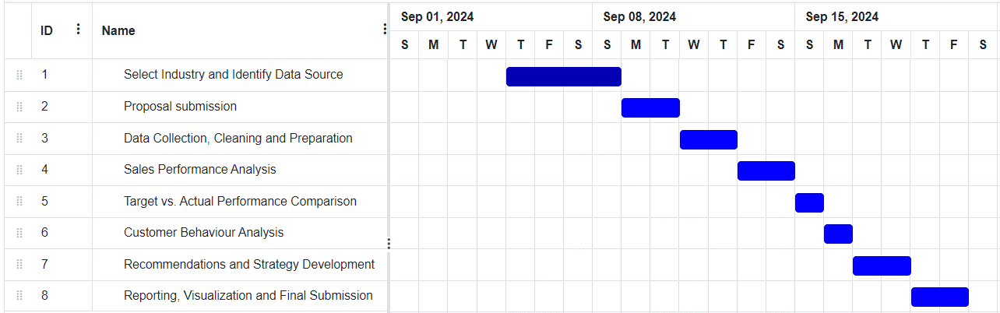 Sep 01, 2024 Sep 08, 2024 Sep 15, 2024
ID Name
S M T W T F S S M T W T F S S M T W T F S
1 Select Industry and Identify Data Source
2 Proposal submission
3 Data Collection, Cleaning and Preparation
4 Sales Performance Analysis
5 Target vs. Actual Performance Comparison
6 Customer Behaviour Analysis
7 Recommendations and Strategy Development
8 Reporting, Visualization and Final Submission